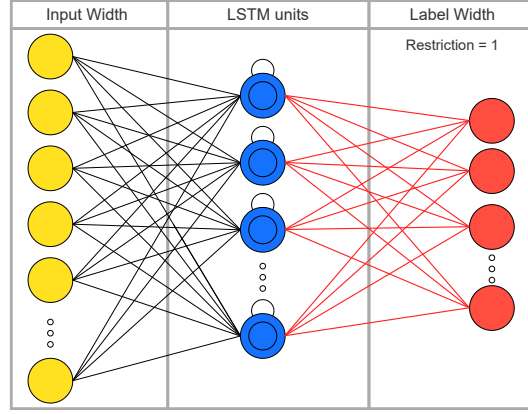 Input Width
LSTM units
Label Width
Restriction = 1